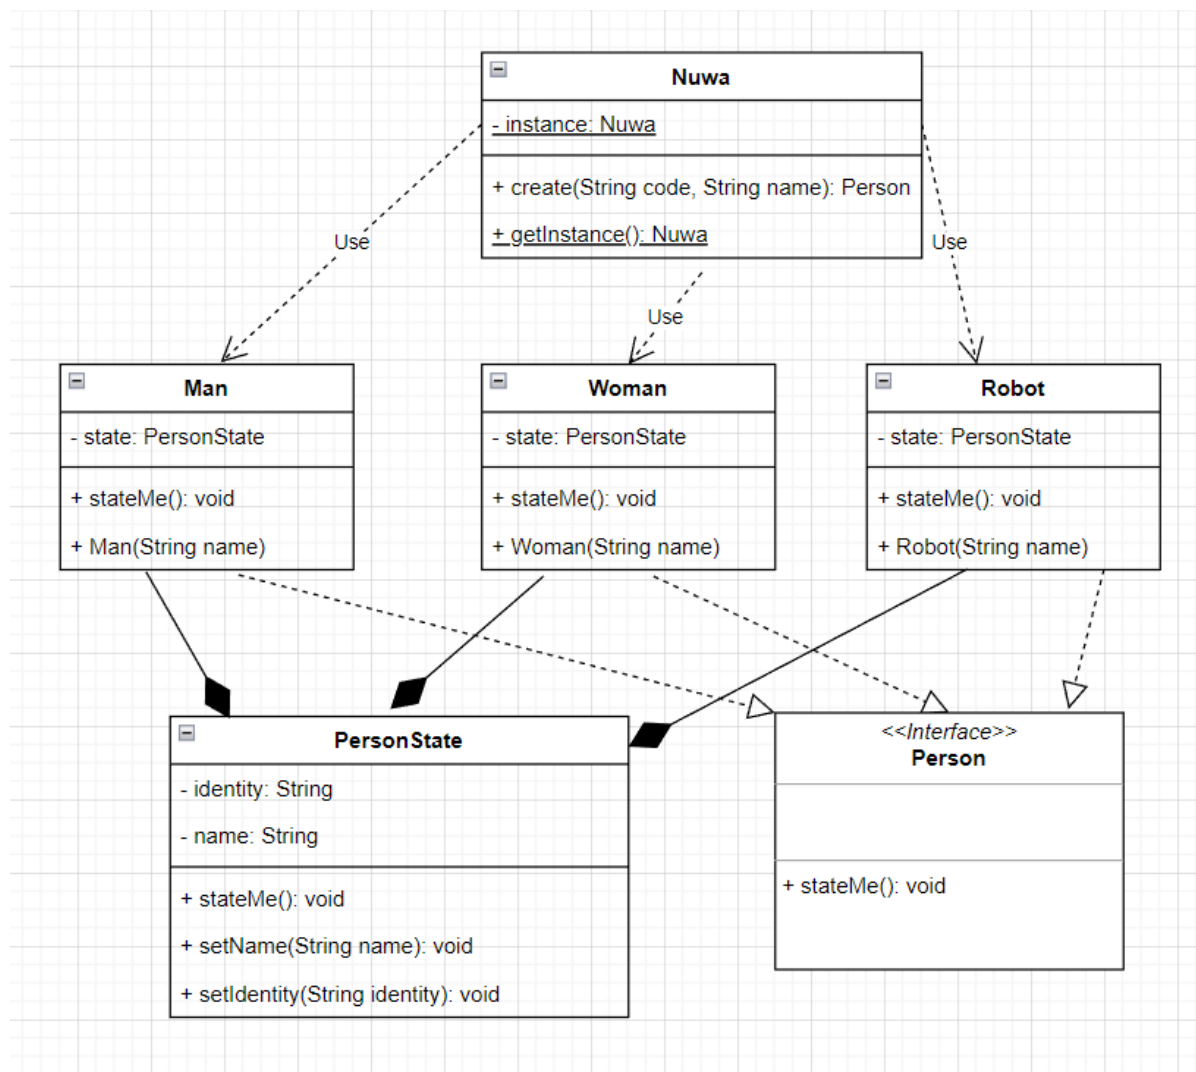 Nuwa
- instance: Nuwa
+ create(String code, String name): Person
+ getInstance(): Nuwa
Use
Use
Use
Man
- state: PersonState
+ stateMe(): void
+ Man(String name)
Woman
- state: PersonState
+ stateMe(): void
+ Woman(String name)
Robot
- state: PersonState
+ stateMe(): void
+ Robot(String name)
PersonState
- identity: String
- name: String
+ stateMe(): void
+ setName(String name): void
+ setIdentity(String identity): void
<<Interface>>
Person
+ stateMe(): void